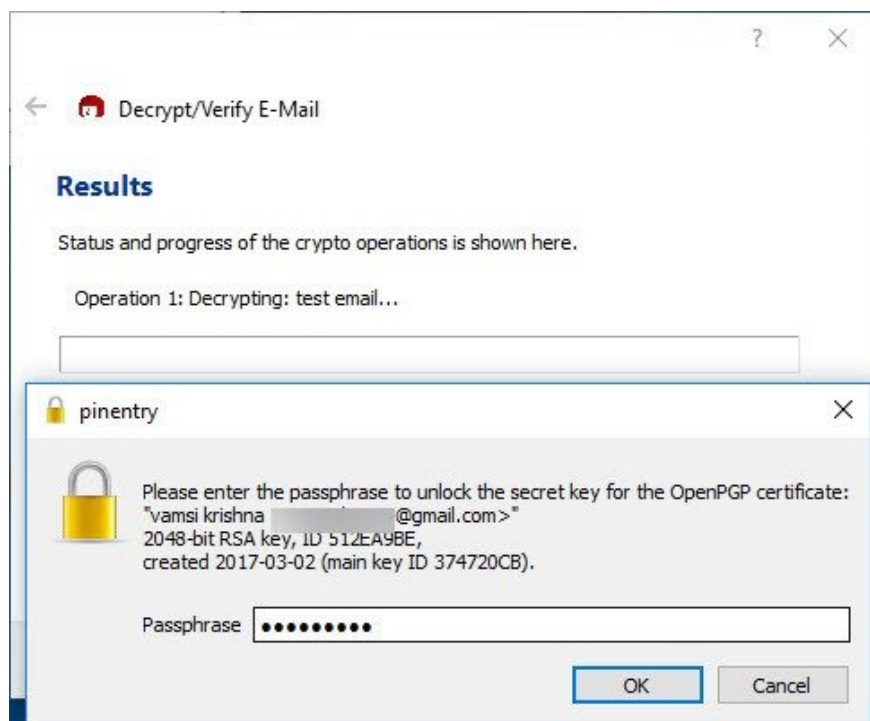 Decrypt/Verify E-Mail
Results
Status and progress of the crypto operations is shown here.
Operation 1: Decrypting: test email...
pinentry
Please enter the passphrase to unlock the secret key for the OpenPGP certificate:
"vamsi krishna @gmail.com>"
2048-bit RSA key, ID 512EA9BE,
created 2017-03-02 (main key ID 374720CB).
Passphrase ●●●●●●●●●
OK Cancel